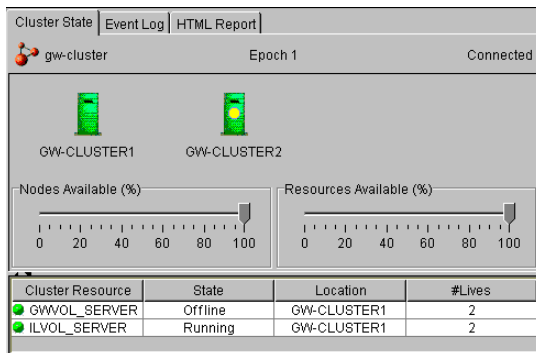 Cluster State Event Log HTML Report
gw-cluster Epoch 1 Connected
GW-CLUSTER1 GW-CLUSTER2
Nodes Available (%) Resources Available (%)
0 20 40 60 80 100 0 20 40 60 80 100
Cluster Resource State Location #Lives
GWVOL_SERVER Offline GW-CLUSTER1 2
ILVOL_SERVER Running GW-CLUSTER1 2